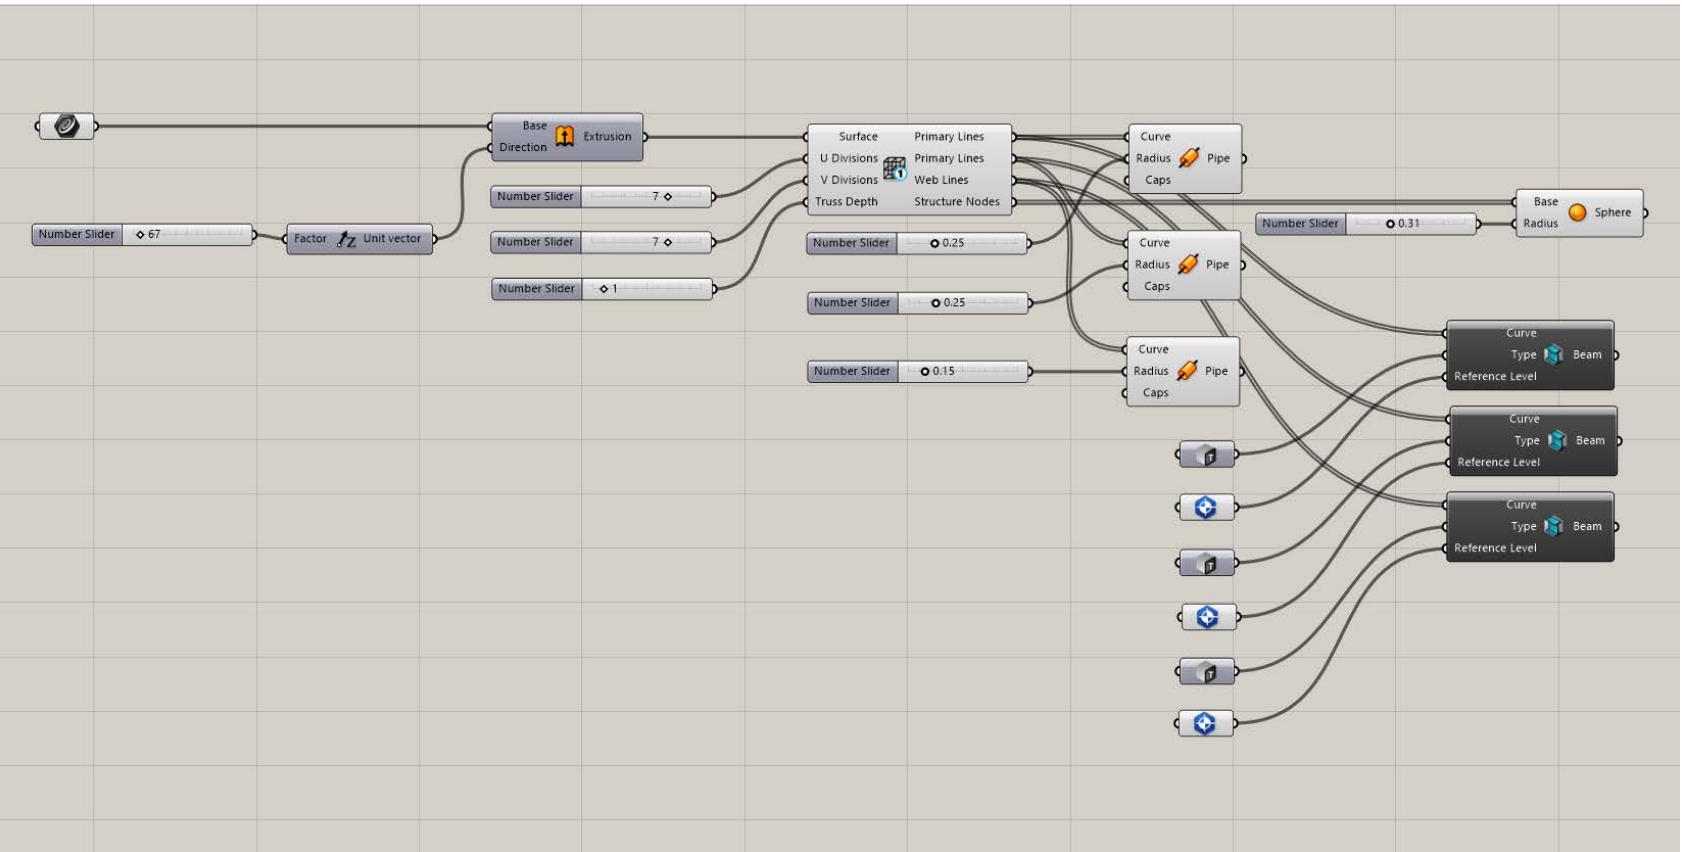 Base
Extrusion
Direction
Number Slider 67
Factor Unit vector
Number Slider 7
Number Slider 7
Number Slider 1
Surface Primary Lines
U Divisions Primary Lines
V Divisions Web Lines
Truss Depth Structure Nodes
Number Slider 0.25
Number Slider 0.25
Number Slider 0.15
Curve
Radius Pipe
Caps
Curve
Radius Pipe
Caps
Curve
Radius Pipe
Caps
Number Slider 0.31
Base
Sphere
Radius
Curve
Type Beam
Reference Level
Curve
Type Beam
Reference Level
Curve
Type Beam
Reference Level